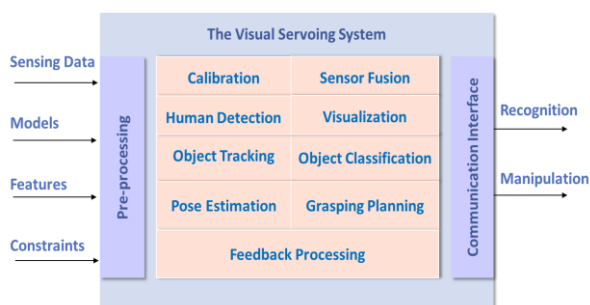 The Visual Servoing System
Sensing Data
Models
Features
Constraints
Pre-processing
Calibration
Sensor Fusion
Human Detection
Visualization
Object Tracking
Object Classification
Pose Estimation
Grasping Planning
Feedback Processing
Communication Interface
Recognition
Manipulation